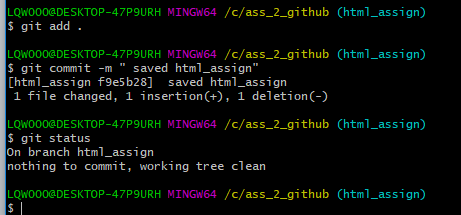 LQWOOO@DESKTOP-47P9URH MINGW64 /c/ass_2_github (html_assign)
$ git add .
LQWOOO@DESKTOP-47P9URH MINGW64 /c/ass_2_github (html_assign)
$ git commit -m " saved html_assign"
[html_assign f9e5b28]  saved html_assign
 1 file changed, 1 insertion(+), 1 deletion(-)
LQWOOO@DESKTOP-47P9URH MINGW64 /c/ass_2_github (html_assign)
$ git status
On branch html_assign
nothing to commit, working tree clean
LQWOOO@DESKTOP-47P9URH MINGW64 /c/ass_2_github (html_assign)
$